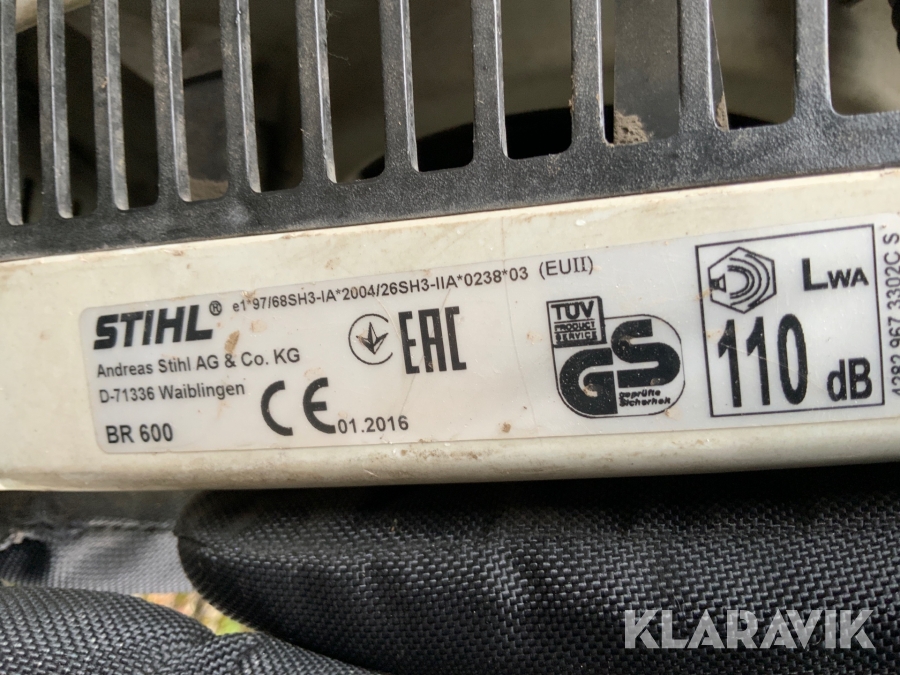 STIHL® e1*97/68SH3-IA*2004/26SH3-IIA*0238*03 (EUII)
Andreas Stihl AG & Co. KG
D-71336 Waiblingen
BR 600
CE 01.2016
EAC
TÜV
PRODUCT
SERVICE
GS
geprüfte
Sicherheit
LWA
110 dB
4282 967 3302C S
KLARAVIK